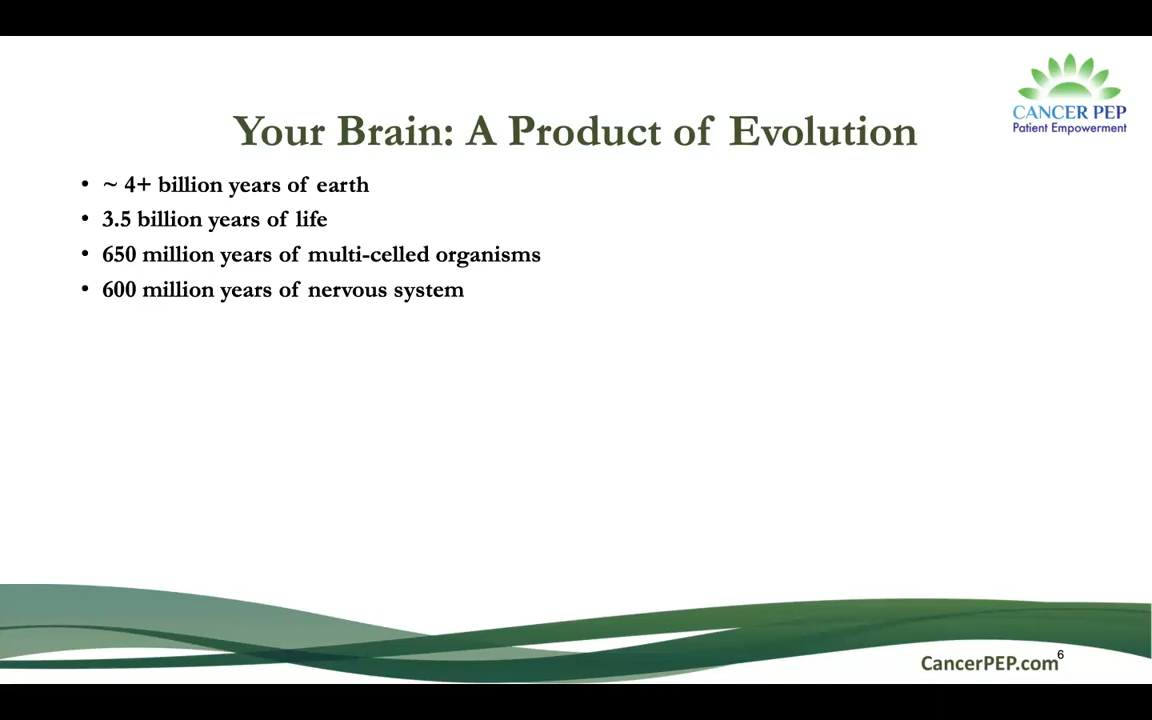 CANCER PEP
Patient Empowerment
Your Brain: A Product of Evolution
• ~ 4+ billion years of earth
• 3.5 billion years of life
• 650 million years of multi-celled organisms
• 600 million years of nervous system
CancerPEP.com
6